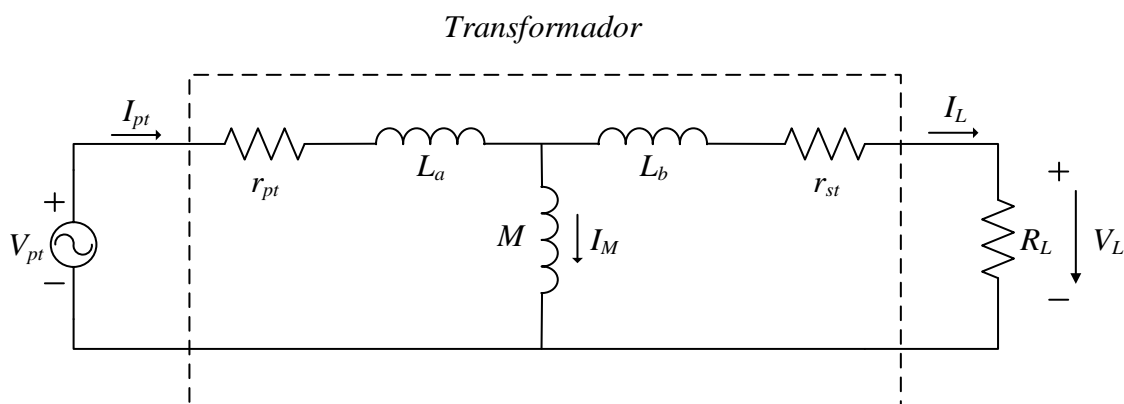 Transformador
I_pt
I_L
r_pt
L_a
L_b
r_st
+
V_pt
−
M
I_M
R_L
+
V_L
−